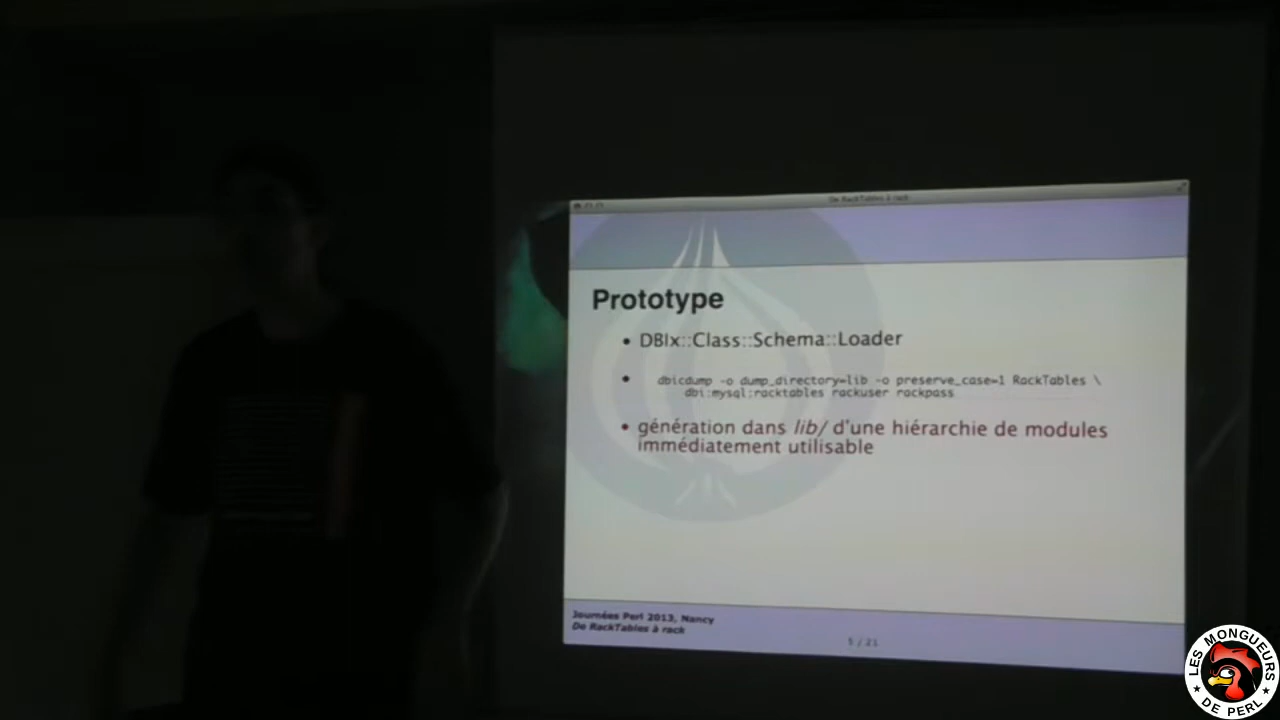 De RackTables à rack
Prototype
• DBIx::Class::Schema::Loader
• dbicdump -o dump_directory=lib -o preserve_case=1 RackTables \
dbi:mysql:racktables rackuser rackpass
• génération dans lib/ d'une hiérarchie de modules
immédiatement utilisable
Journées Perl 2013, Nancy
De RackTables à rack
5 / 21
LES MONGUEURS
★ DE PERL ★